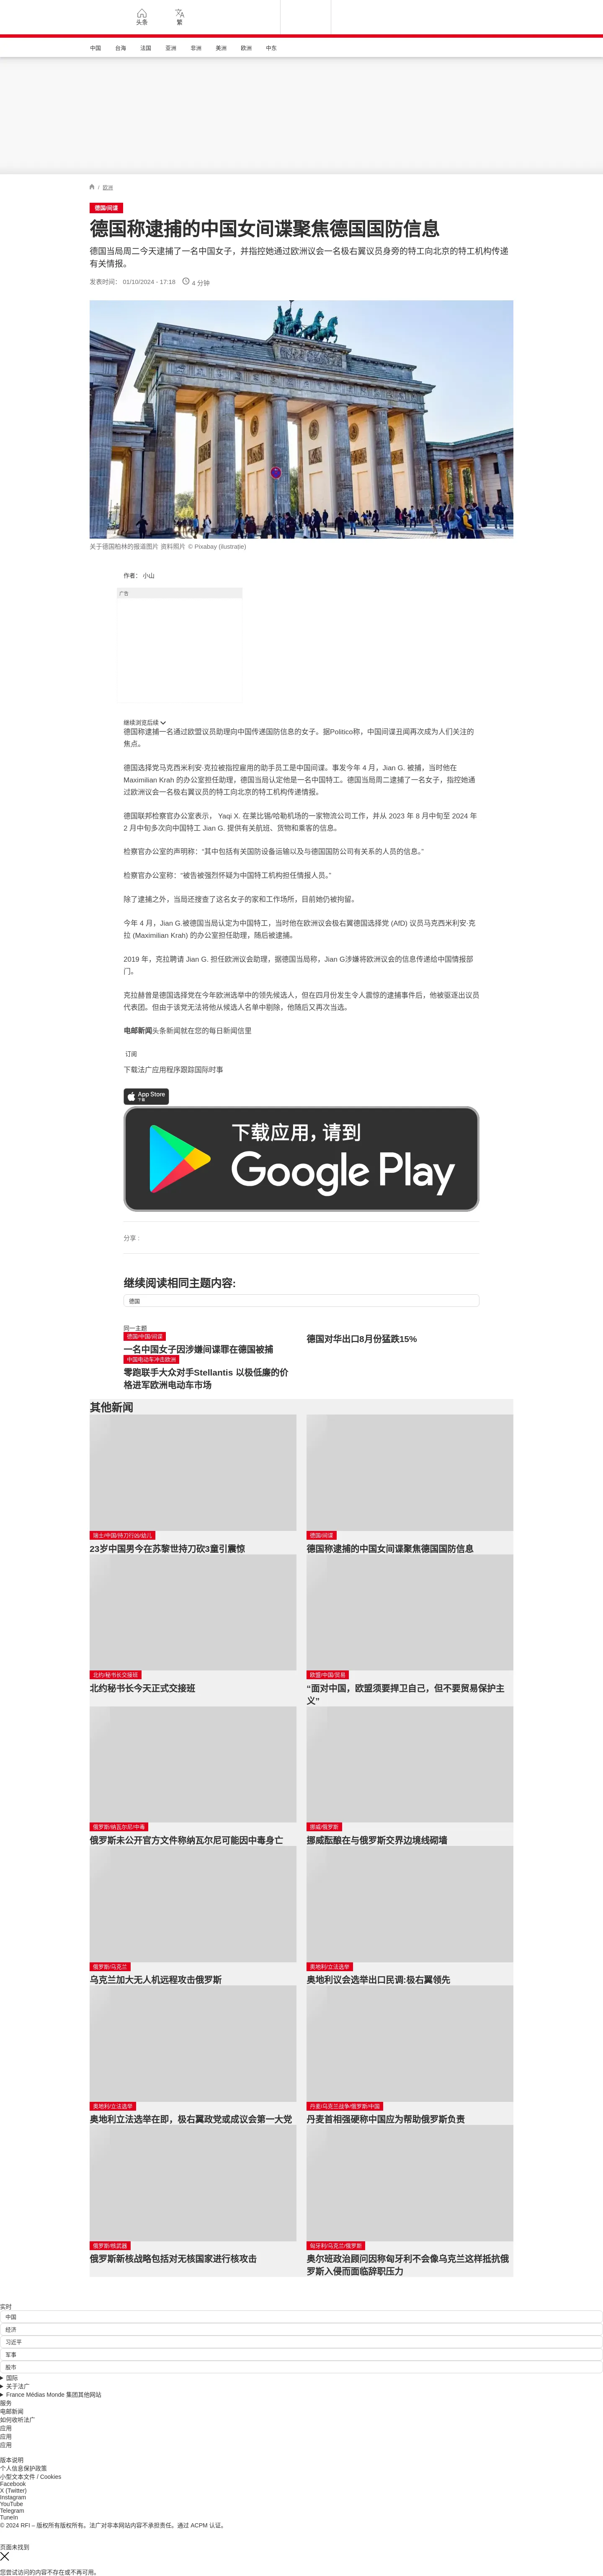 头条
繁
中国 台海 法国 亚洲 非洲 美洲 欧洲 中东
/ 欧洲
德国/间谍
德国称逮捕的中国女间谍聚焦德国国防信息
德国当局周二今天逮捕了一名中国女子，并指控她通过欧洲议会一名极右翼议员身旁的特工向北京的特工机构传递
有关情报。
发表时间： 01/10/2024 - 17:18 4 分钟
关于德国柏林的报道图片 资料照片 © Pixabay (ilustrație)
作者： 小山
广告
继续浏览后续
德国称逮捕一名通过欧盟议员助理向中国传递国防信息的女子。据Politico称，中国间谍丑闻再次成为人们关注的
焦点。
德国选择党马克西米利安·克拉被指控雇用的助手员工是中国间谍。事发今年 4 月，Jian G. 被捕，当时他在
Maximilian Krah 的办公室担任助理，德国当局认定他是一名中国特工。德国当局周二逮捕了一名女子，指控她通
过欧洲议会一名极右翼议员的特工向北京的特工机构传递情报。
德国联邦检察官办公室表示， Yaqi X. 在莱比锡/哈勒机场的一家物流公司工作，并从 2023 年 8 月中旬至 2024 年
2 月中旬多次向中国特工 Jian G. 提供有关航班、货物和乘客的信息。
检察官办公室的声明称：“其中包括有关国防设备运输以及与德国国防公司有关系的人员的信息。”
检察官办公室称：“被告被强烈怀疑为中国特工机构担任情报人员。”
除了逮捕之外，当局还搜查了这名女子的家和工作场所，目前她仍被拘留。
今年 4 月，Jian G.被德国当局认定为中国特工，当时他在欧洲议会极右翼德国选择党 (AfD) 议员马克西米利安·克
拉 (Maximilian Krah) 的办公室担任助理，随后被逮捕。
2019 年，克拉聘请 Jian G. 担任欧洲议会助理，据德国当局称，Jian G涉嫌将欧洲议会的信息传递给中国情报部
门。
克拉赫曾是德国选择党在今年欧洲选举中的领先候选人，但在四月份发生令人震惊的逮捕事件后，他被驱逐出议员
代表团。但由于该党无法将他从候选人名单中剔除，他随后又再次当选。
电邮新闻头条新闻就在您的每日新闻信里
订阅
下载法广应用程序跟踪国际时事
App Store
下载
下载应用，请到
Google Play
分享 :
继续阅读相同主题内容:
德国
同一主题
德国/中国/间谍
一名中国女子因涉嫌间谍罪在德国被捕
德国对华出口8月份猛跌15%
中国电动车冲击欧洲
零跑联手大众对手Stellantis 以极低廉的价
格进军欧洲电动车市场
其他新闻
瑞士/中国/持刀行凶/幼儿
23岁中国男今在苏黎世持刀砍3童引震惊
德国/间谍
德国称逮捕的中国女间谍聚焦德国国防信息
北约/秘书长交接班
北约秘书长今天正式交接班
欧盟/中国/贸易
“面对中国，欧盟须要捍卫自己，但不要贸易保护主
义”
俄罗斯/纳瓦尔尼/中毒
俄罗斯未公开官方文件称纳瓦尔尼可能因中毒身亡
挪威/俄罗斯
挪威酝酿在与俄罗斯交界边境线砌墙
俄罗斯/乌克兰
乌克兰加大无人机远程攻击俄罗斯
奥地利/立法选举
奥地利议会选举出口民调:极右翼领先
奥地利/立法选举
奥地利立法选举在即，极右翼政党或成议会第一大党
丹麦/乌克兰战争/俄罗斯/中国
丹麦首相强硬称中国应为帮助俄罗斯负责
俄罗斯/核武器
俄罗斯新核战略包括对无核国家进行核攻击
匈牙利/乌克兰/俄罗斯
奥尔班政治顾问因称匈牙利不会像乌克兰这样抵抗俄
罗斯入侵而面临辞职压力
实时
中国
经济
习近平
军事
股市
国际
关于法广
France Médias Monde 集团其他网站
服务
电邮新闻
如何收听法广
应用
应用
应用
版本说明
个人信息保护政策
小型文本文件 / Cookies
Facebook
X (Twitter)
Instagram
YouTube
Telegram
TuneIn
© 2024 RFI – 版权所有版权所有。法广对非本网站内容不承担责任。通过 ACPM 认证。
页面未找到
您尝试访问的内容不存在或不再可用。